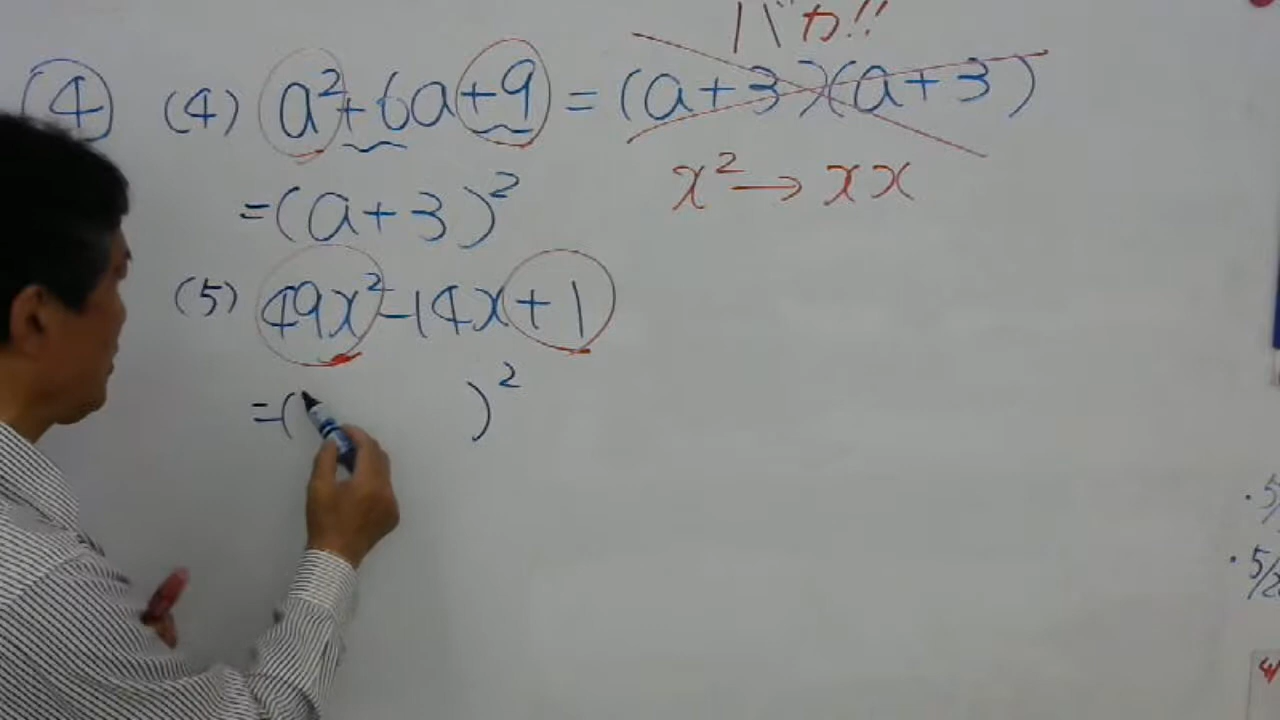 バカ!!
④ (4) a²+6a+9=(a+3)(a+3)
x²→xx
=(a+3)²
(5) 49x²-14x+1
=( )²